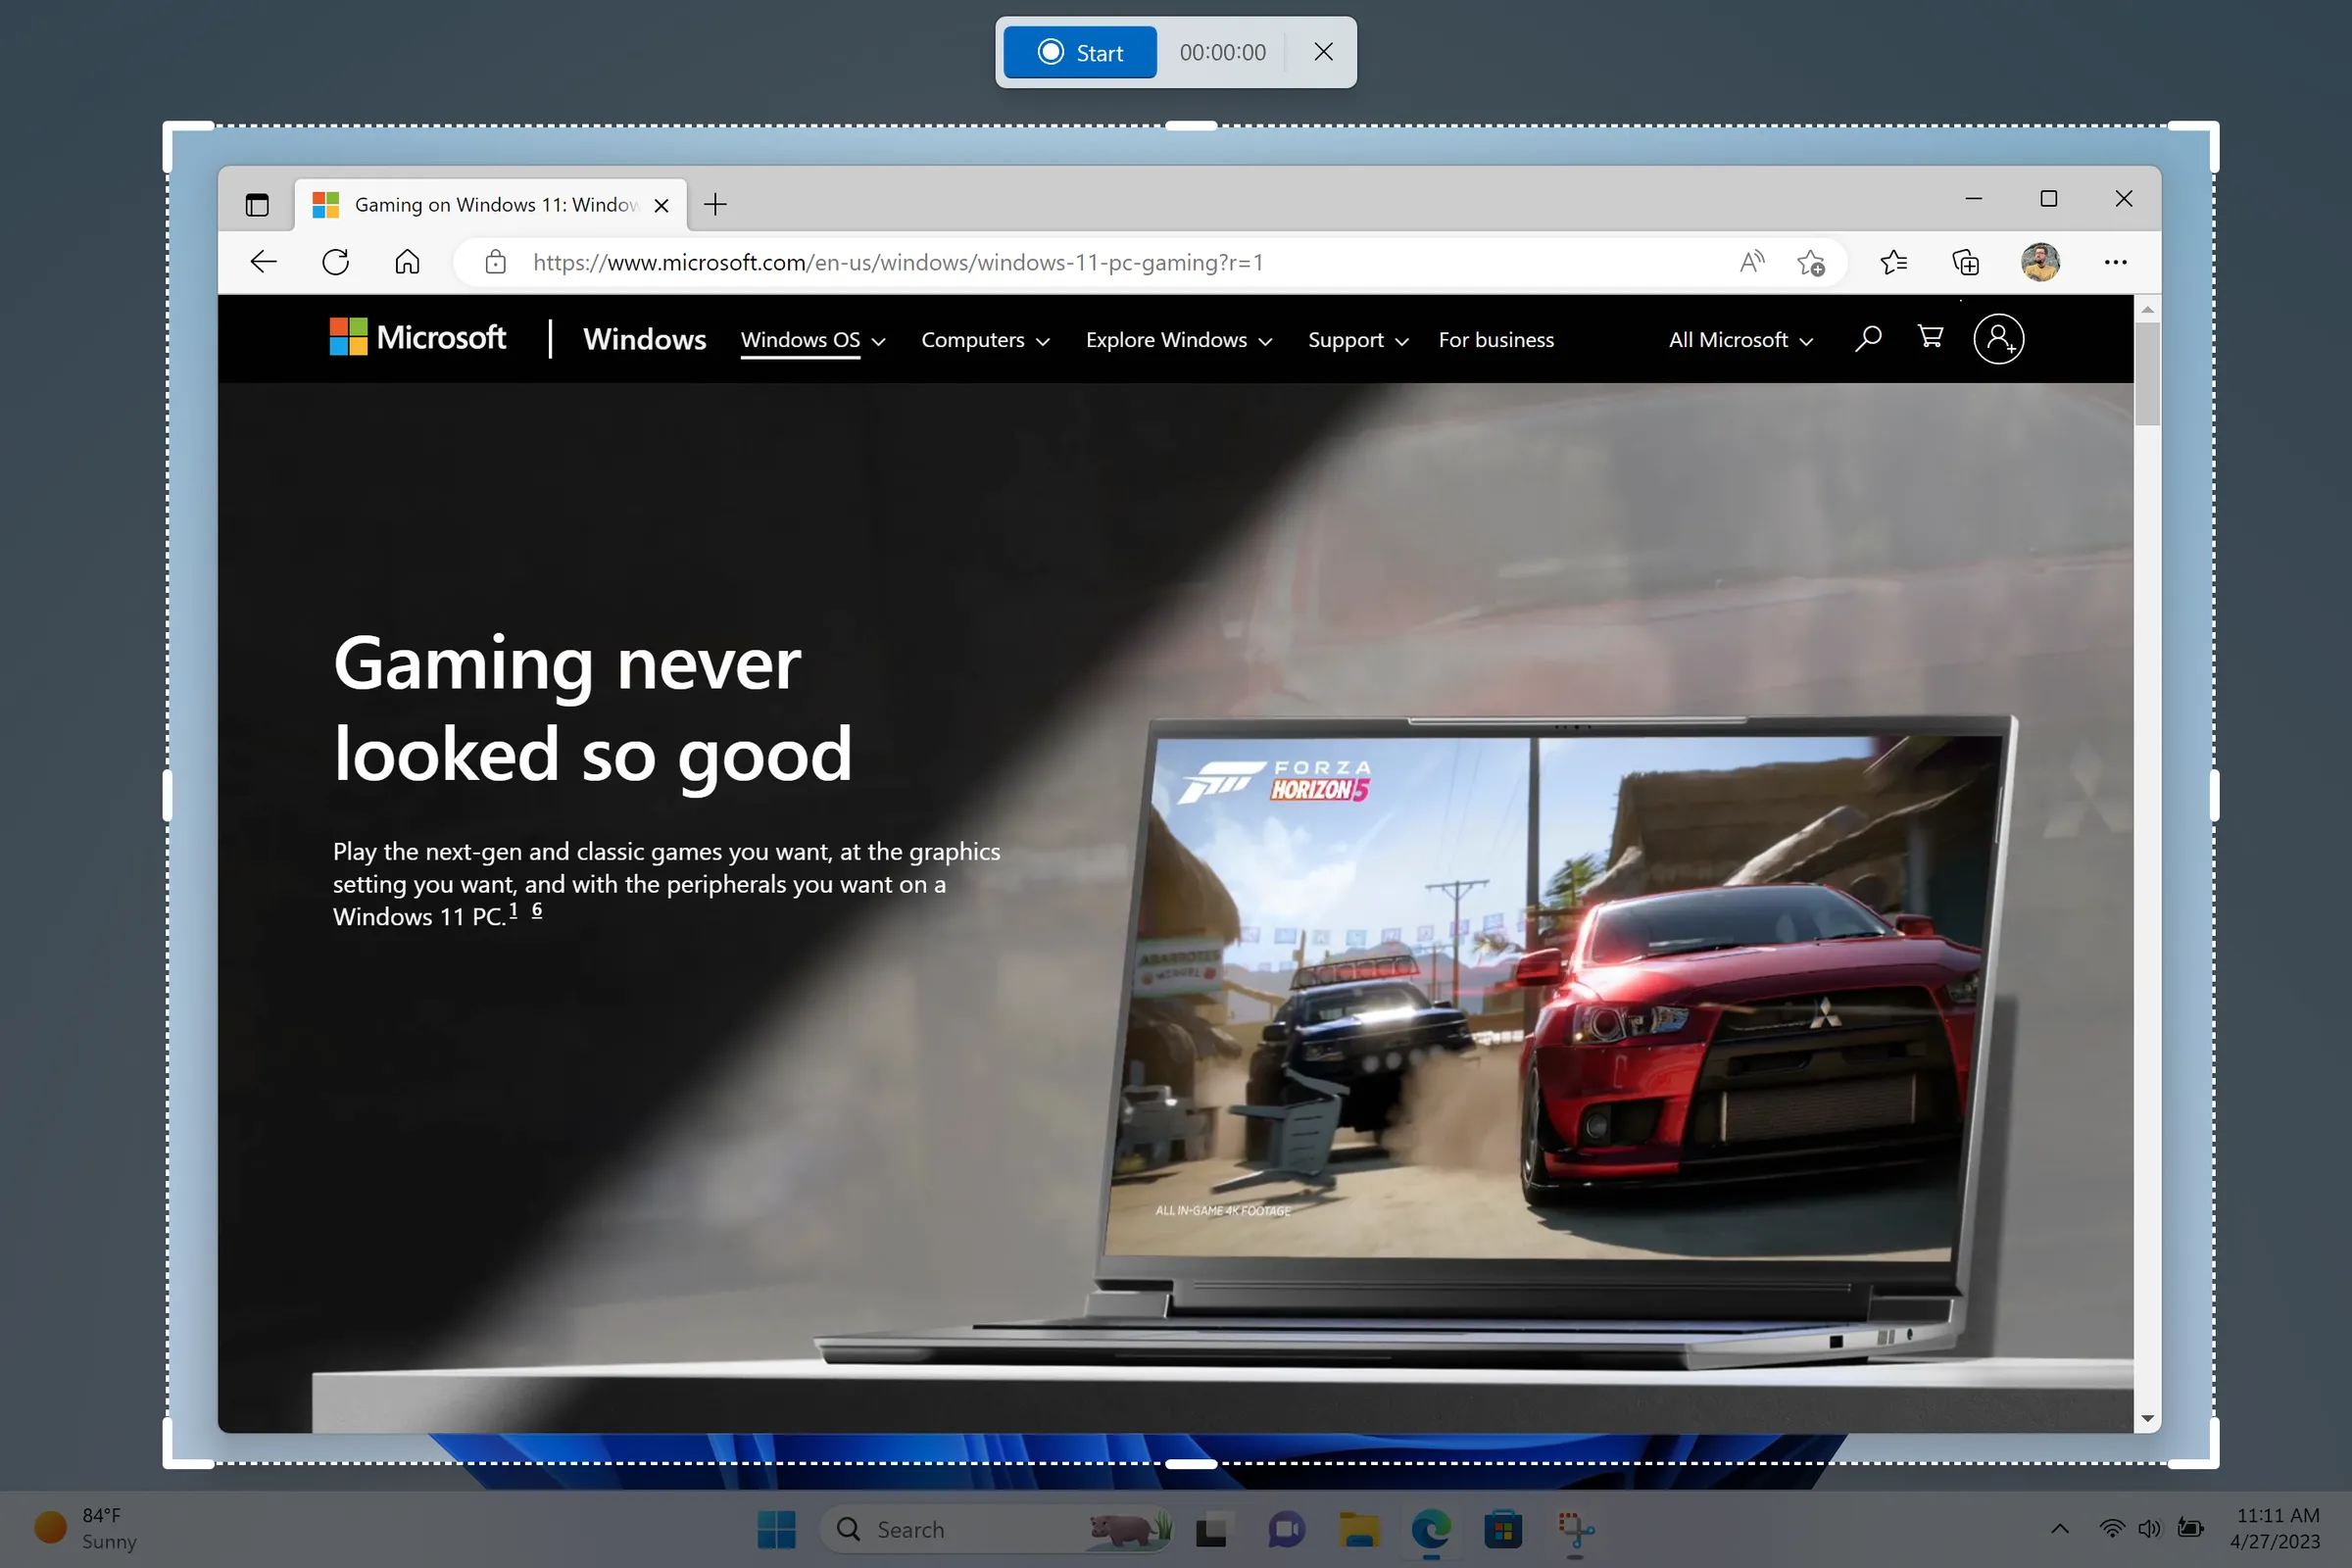 Start 00:00:00
Gaming on Windows 11: Window
https://www.microsoft.com/en-us/windows/windows-11-pc-gaming?r=1
Microsoft | Windows Windows OS Computers Explore Windows Support For business All Microsoft
Gaming never
looked so good
Play the next-gen and classic games you want, at the graphics
setting you want, and with the peripherals you want on a
Windows 11 PC.1 6
FORZA
HORIZON 5
ABARROTES
ALL IN-GAME 4K FOOTAGE
84°F
Sunny
Search
11:11 AM
4/27/2023